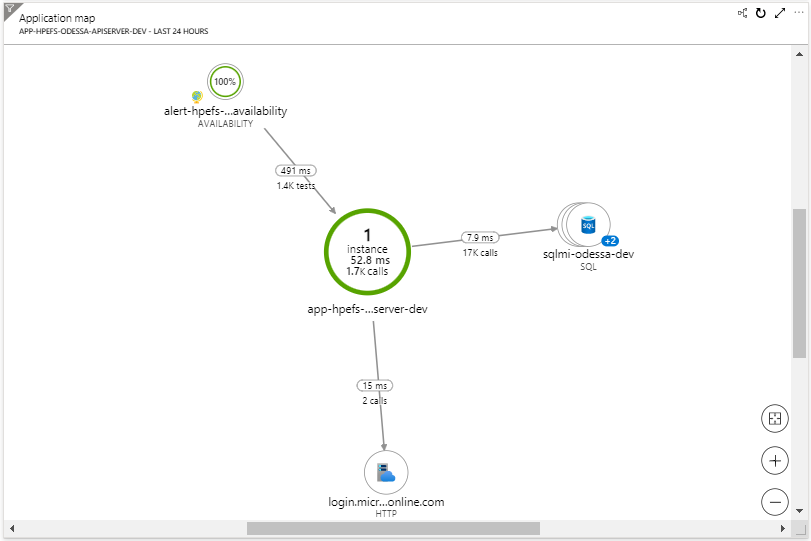 Application map
APP-HPEFS-ODESSA-APISERVER-DEV - LAST 24 HOURS
100%
alert-hpefs-...availability
AVAILABILITY
491 ms
1.4K tests
1
instance
52.8 ms
1.7K calls
app-hpefs-...server-dev
7.9 ms
17K calls
SQL
+2
sqlmi-odessa-dev
SQL
15 ms
2 calls
login.micr...online.com
HTTP